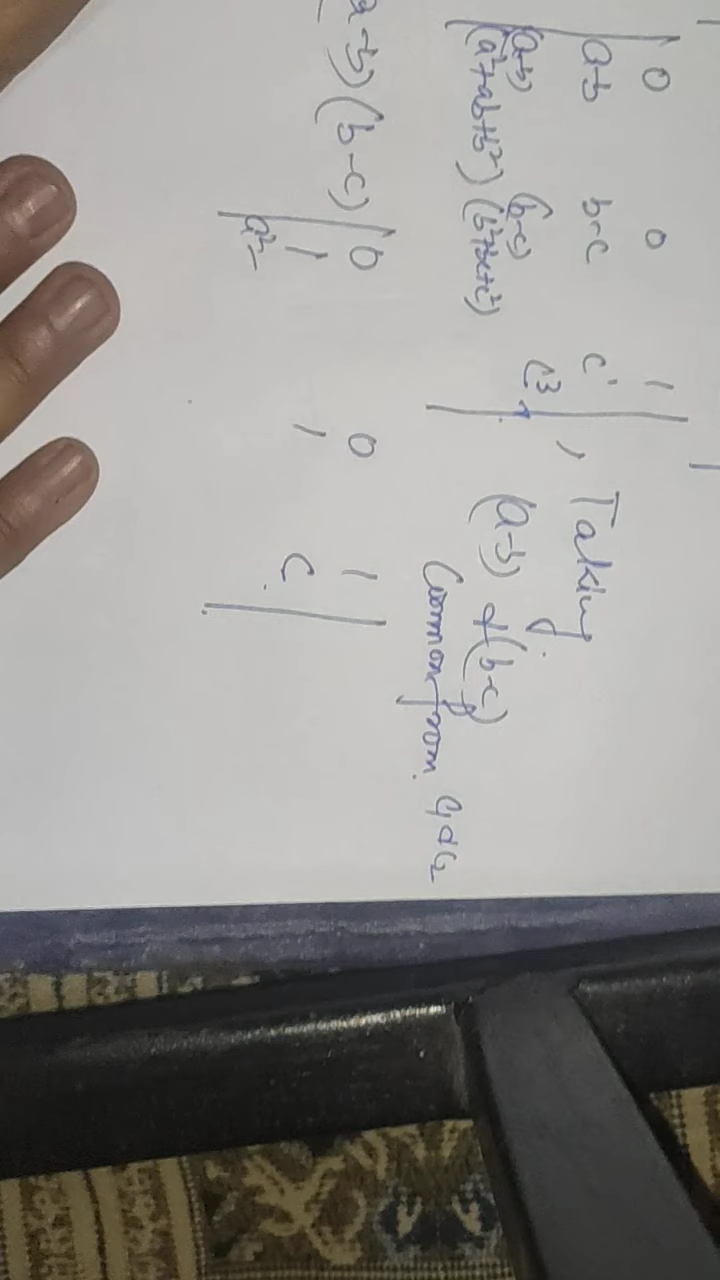 0 0 1
a-b b-c c , Taking
(a-b) (b-c) c³ (a-b) & (b-c)
(a²+ab+b²) (b²+bc+c²) common from C₁ & C₂
a-b)(b-c) | 0 0 1 |
1 1 c
a²-